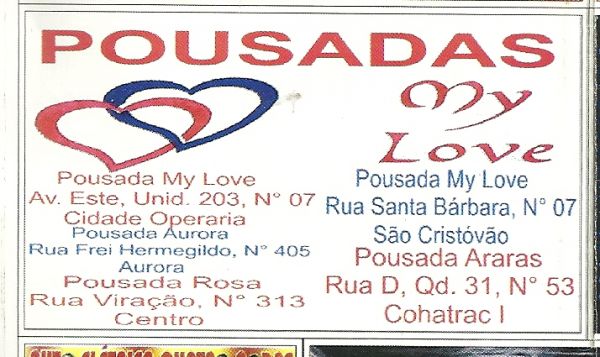 POUSADAS
My
Love
Pousada My Love
Av. Este, Unid. 203, N° 07
Cidade Operaria
Pousada Aurora
Rua Frei Hermegildo, N° 405
Aurora
Pousada Rosa
Rua Viração, N° 313
Centro
Pousada My Love
Rua Santa Bárbara, N° 07
São Cristóvão
Pousada Araras
Rua D, Qd. 31, N° 53
Cohatrac I